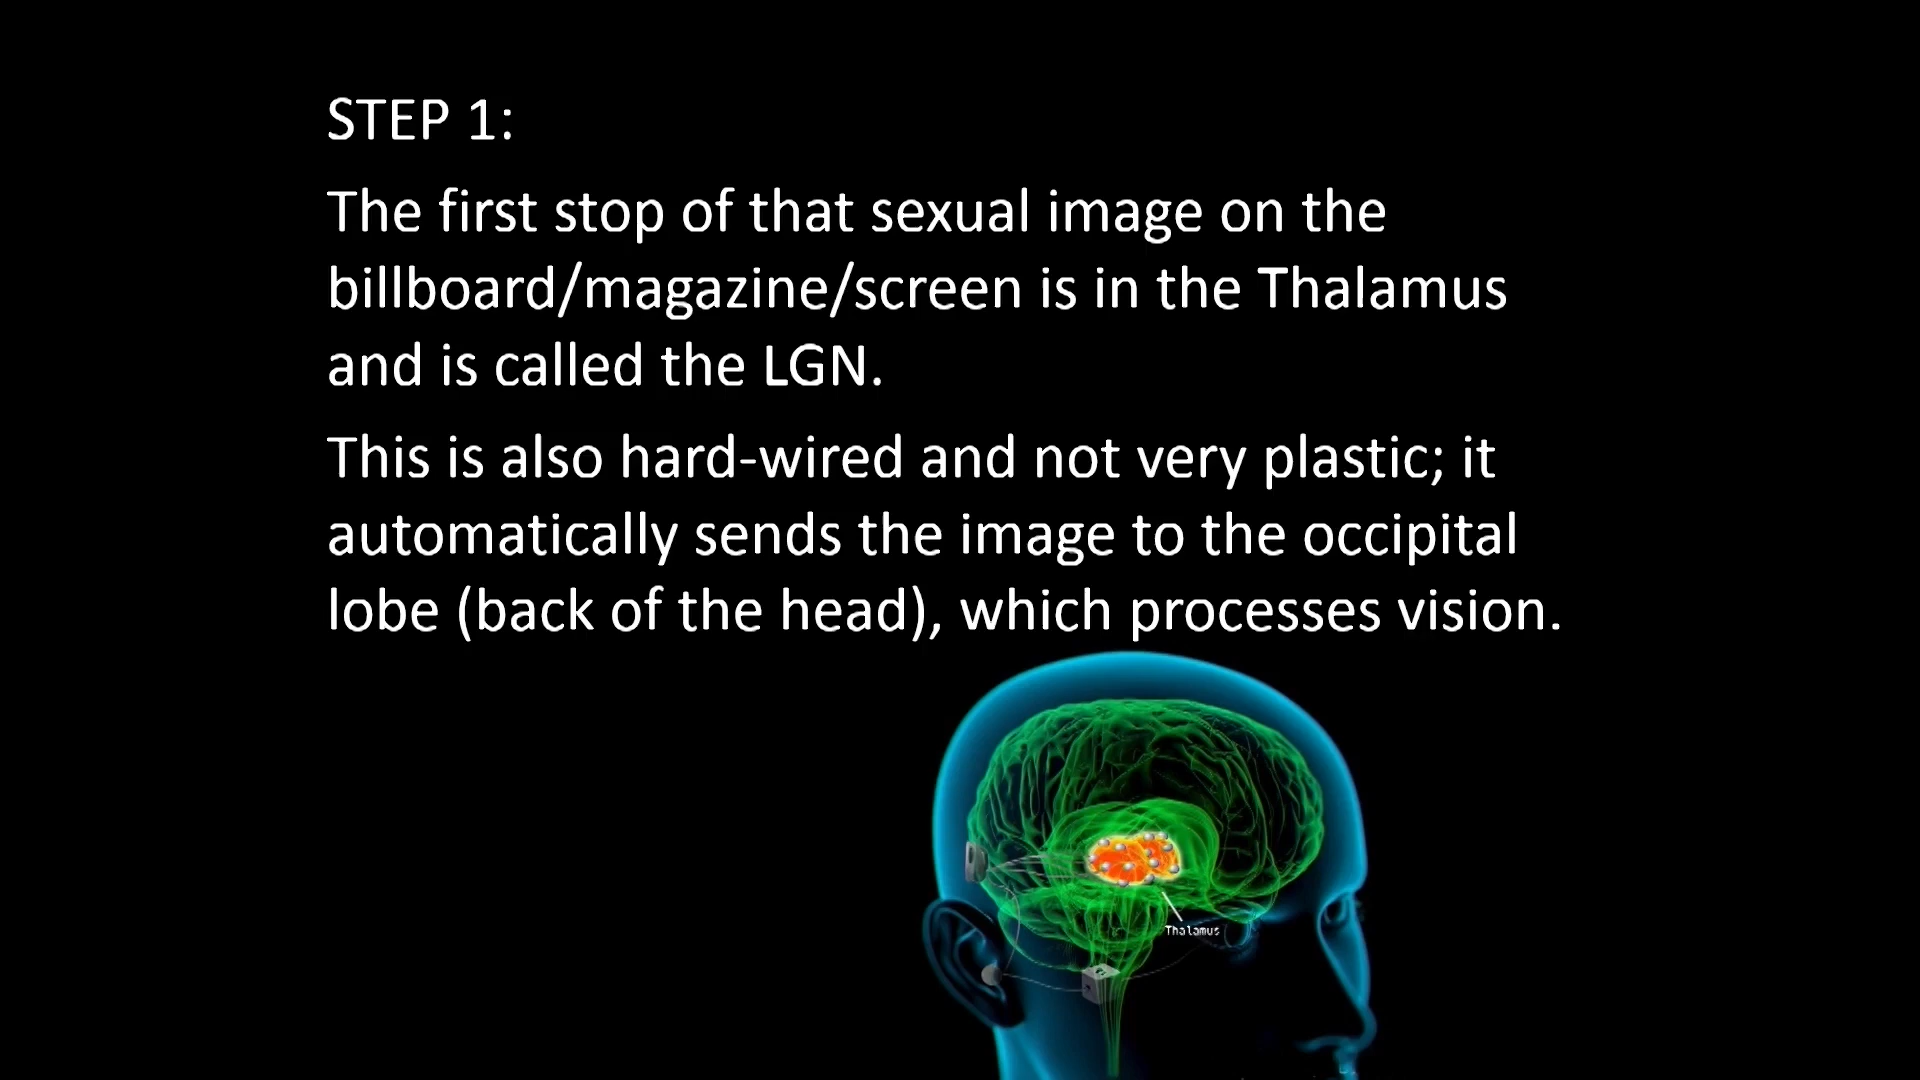 STEP 1:
The first stop of that sexual image on the
billboard/magazine/screen is in the Thalamus
and is called the LGN.
This is also hard-wired and not very plastic; it
automatically sends the image to the occipital
lobe (back of the head), which processes vision.
Thalamus